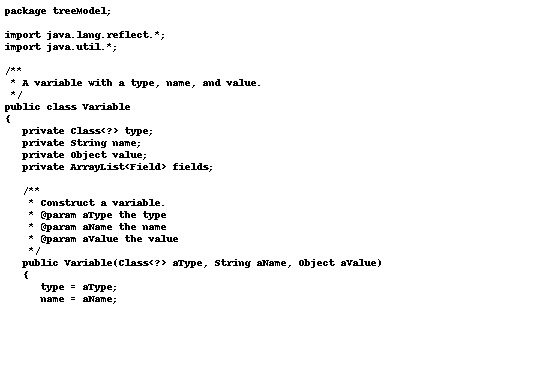 package treeModel;

import java.lang.reflect.*;
import java.util.*;

/**
 * A variable with a type, name, and value.
 */
public class Variable
{
   private Class<?> type;
   private String name;
   private Object value;
   private ArrayList<Field> fields;

   /**
    * Construct a variable.
    * @param aType the type
    * @param aName the name
    * @param aValue the value
    */
   public Variable(Class<?> aType, String aName, Object aValue)
   {
      type = aType;
      name = aName;